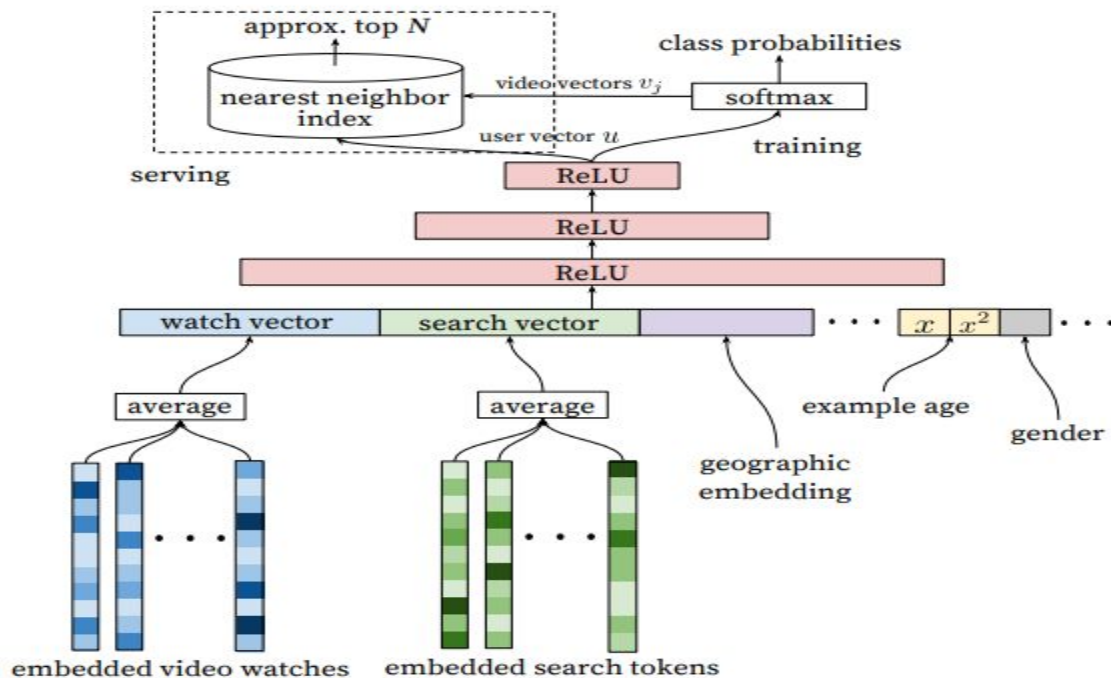 approx. top N
class probabilities
nearest neighbor
index
video vectors v_j
softmax
user vector u
training
serving
ReLU
ReLU
ReLU
watch vector
search vector
x
x²
average
average
example age
gender
geographic
embedding
embedded video watches
embedded search tokens